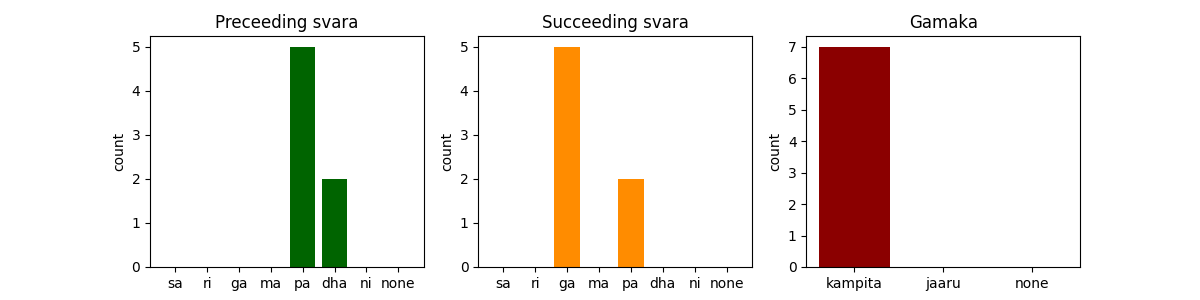 Preceeding svara
count
5
4
3
2
1
0
sa ri ga ma pa dha ni none
Succeeding svara
count
5
4
3
2
1
0
sa ri ga ma pa dha ni none
Gamaka
count
7
6
5
4
3
2
1
0
kampita jaaru none